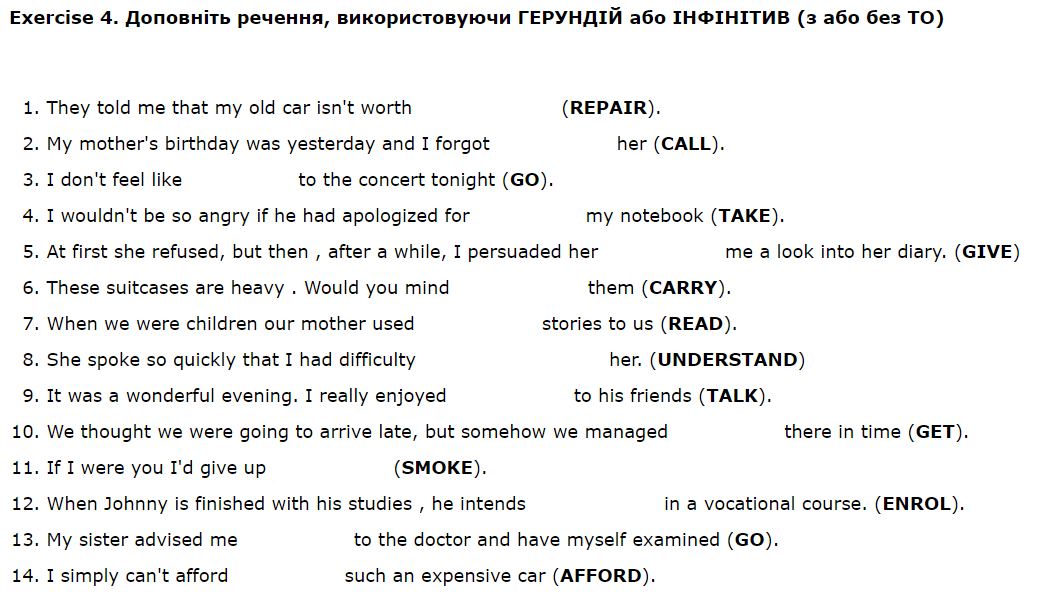 Exercise 4. Доповніть речення, використовуючи ГЕРУНДІЙ або ІНФІНІТИВ (з або без ТО)
1. They told me that my old car isn't worth (REPAIR).
2. My mother's birthday was yesterday and I forgot her (CALL).
3. I don't feel like to the concert tonight (GO).
4. I wouldn't be so angry if he had apologized for my notebook (TAKE).
5. At first she refused, but then , after a while, I persuaded her me a look into her diary. (GIVE)
6. These suitcases are heavy . Would you mind them (CARRY).
7. When we were children our mother used stories to us (READ).
8. She spoke so quickly that I had difficulty her. (UNDERSTAND)
9. It was a wonderful evening. I really enjoyed to his friends (TALK).
10. We thought we were going to arrive late, but somehow we managed there in time (GET).
11. If I were you I'd give up (SMOKE).
12. When Johnny is finished with his studies , he intends in a vocational course. (ENROL).
13. My sister advised me to the doctor and have myself examined (GO).
14. I simply can't afford such an expensive car (AFFORD).